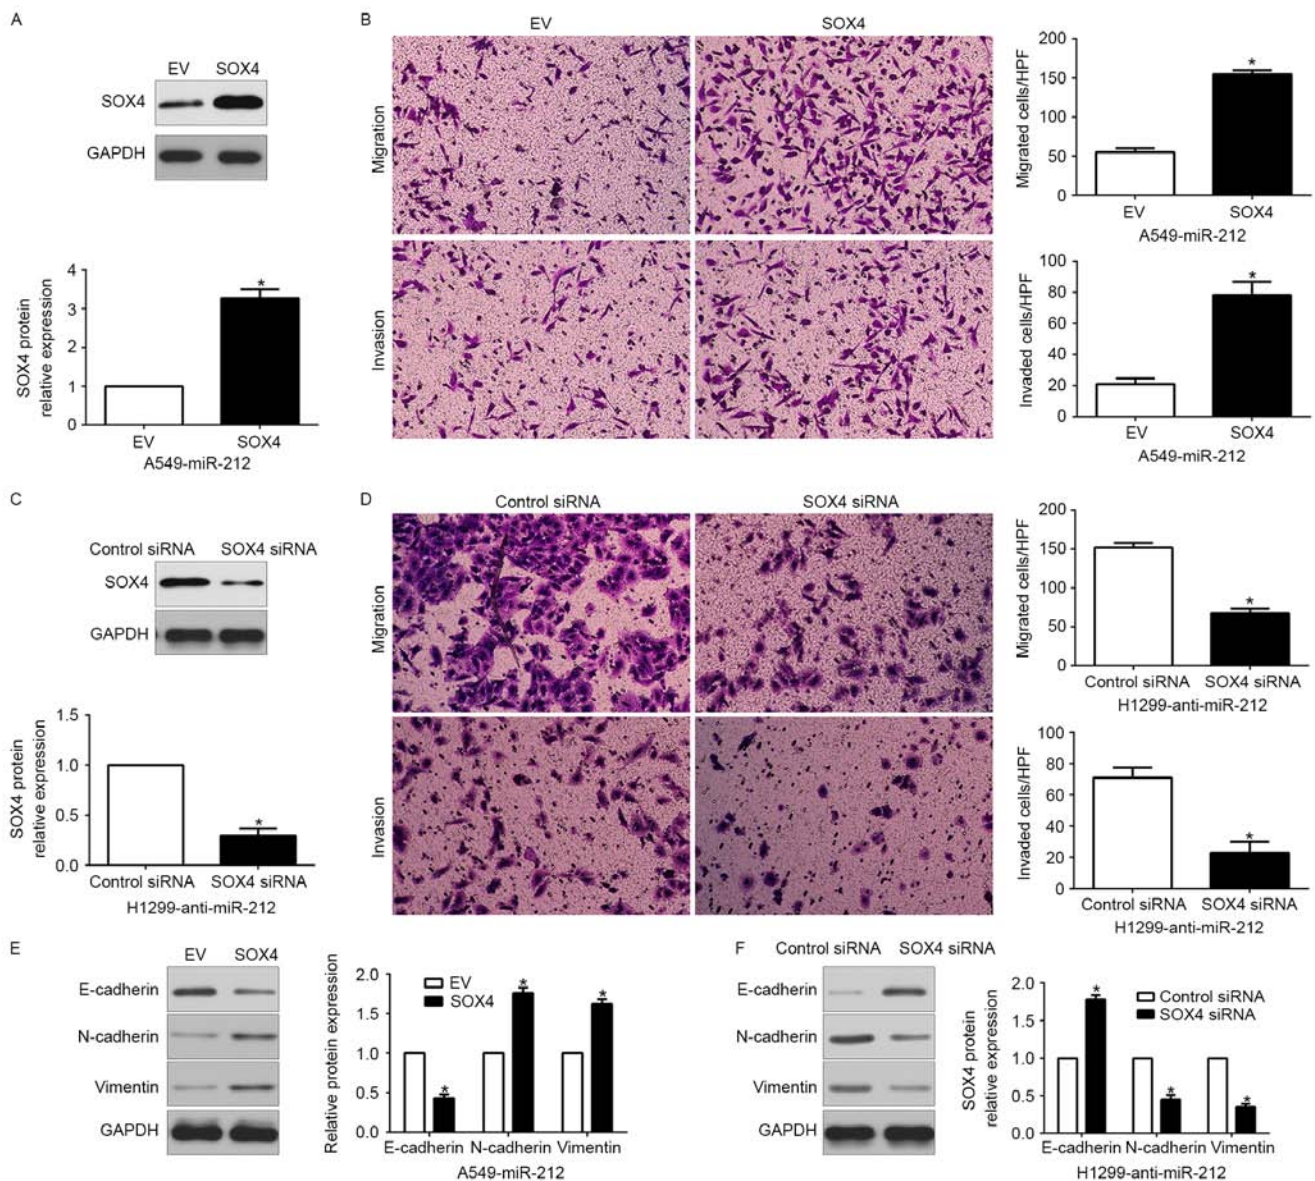 A
EV SOX4
SOX4
GAPDH
4
3
2
1
0
SOX4 protein
relative expression
*
EV SOX4
A549-miR-212
B
EV SOX4
Migration
Invasion
200
150
100
50
0
Migrated cells/HPF
*
EV SOX4
A549-miR-212
100
80
60
40
20
0
Invaded cells/HPF
*
EV SOX4
A549-miR-212
C
Control siRNA SOX4 siRNA
SOX4
GAPDH
1.5
1.0
0.5
0.0
SOX4 protein
relative expression
*
Control siRNA SOX4 siRNA
H1299-anti-miR-212
D
Control siRNA SOX4 siRNA
Migration
Invasion
200
150
100
50
0
Migrated cells/HPF
*
Control siRNA SOX4 siRNA
H1299-anti-miR-212
100
80
60
40
20
0
Invaded cells/HPF
*
Control siRNA SOX4 siRNA
H1299-anti-miR-212
E
EV SOX4
E-cadherin
N-cadherin
Vimentin
GAPDH
2.0
1.5
1.0
0.5
0.0
Relative protein expression
EV
SOX4
* * *
E-cadherin N-cadherin Vimentin
A549-miR-212
F
Control siRNA SOX4 siRNA
E-cadherin
N-cadherin
Vimentin
GAPDH
2.0
1.5
1.0
0.5
0.0
SOX4 protein
relative expression
Control siRNA
SOX4 siRNA
* * *
E-cadherin N-cadherin Vimentin
H1299-anti-miR-212